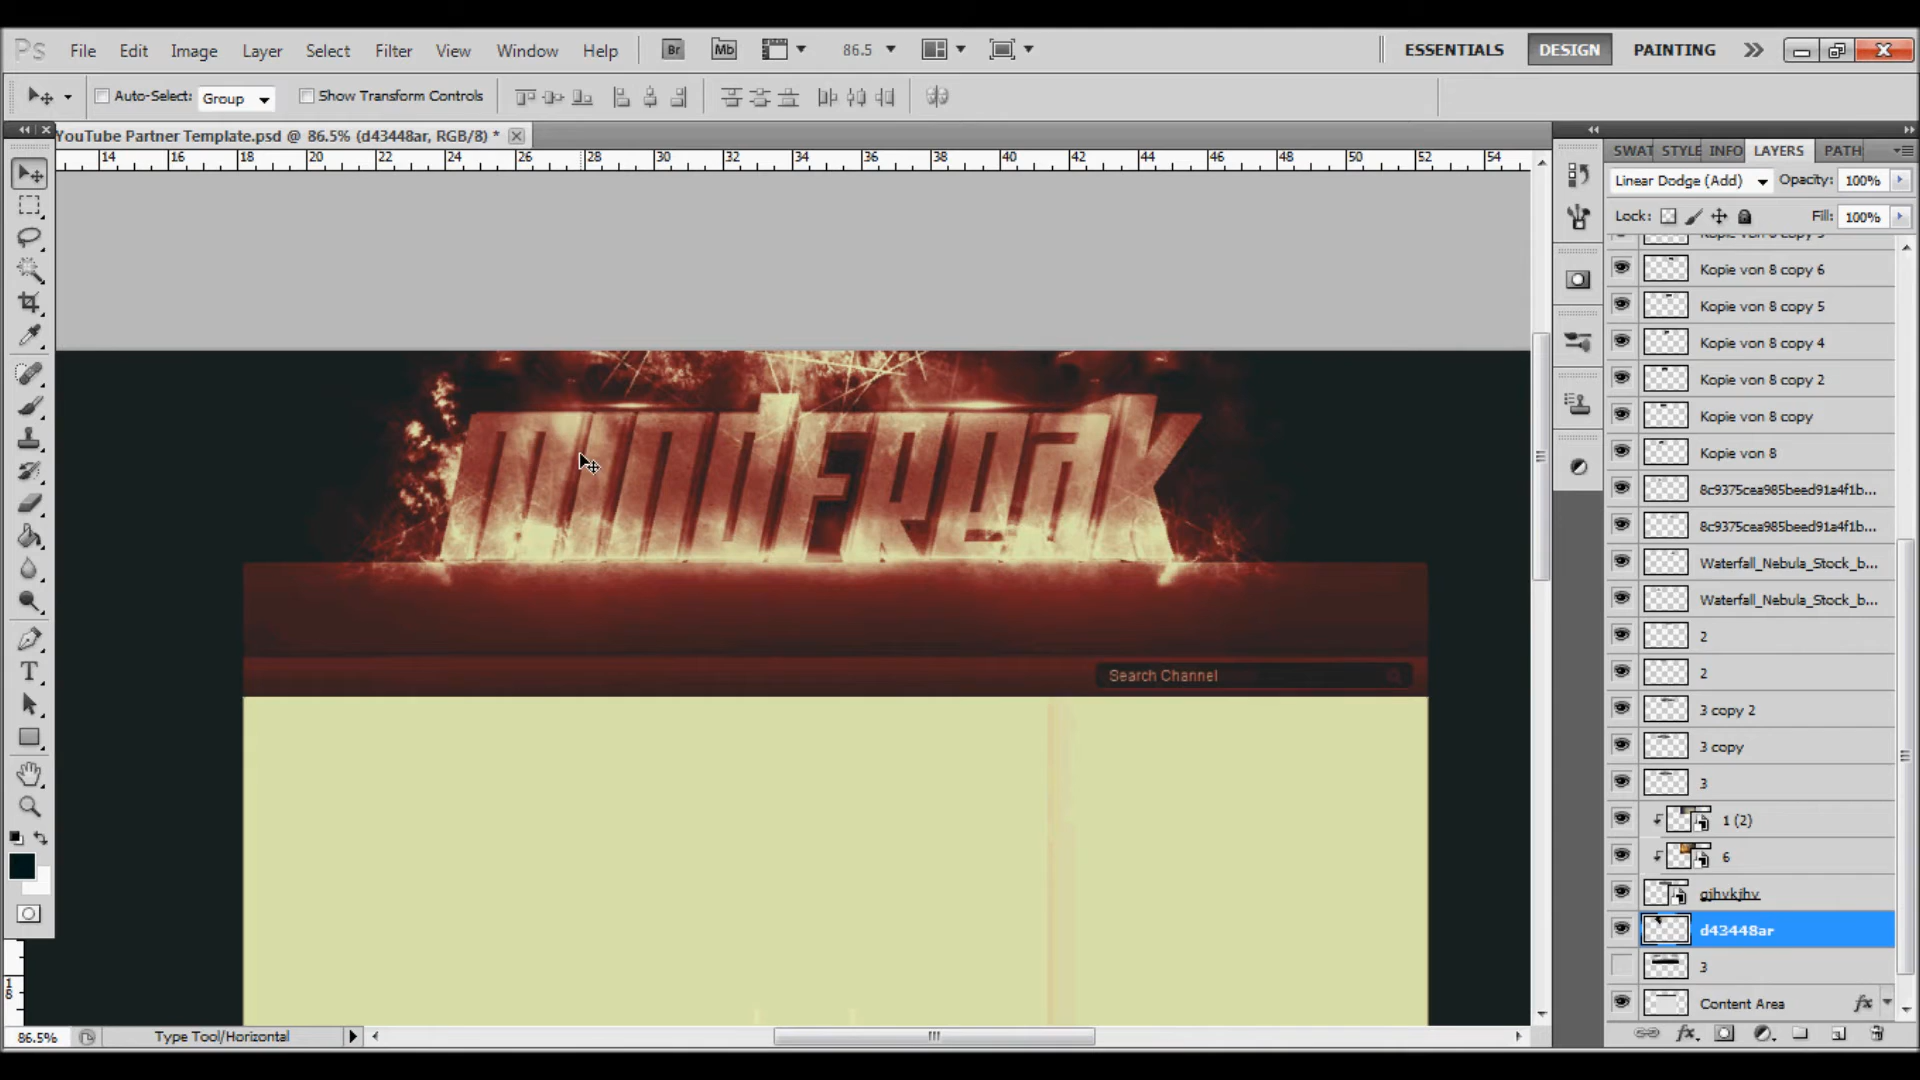 Ps File Edit Image Layer Select Filter View Window Help Br Mb 86.5 ESSENTIALS DESIGN PAINTING
Auto-Select: Group Show Transform Controls
YouTube Partner Template.psd @ 86.5% (d43448ar, RGB/8) *
14 16 18 20 22 24 26 28 30 32 34 36 38 40 42 44 46 48 50 52 54
SWAT STYLE INFO LAYERS PATH
Linear Dodge (Add) Opacity: 100%
Lock: Fill: 100%
Kopie von 8 copy 6
Kopie von 8 copy 5
Kopie von 8 copy 4
Kopie von 8 copy 2
Kopie von 8 copy
Kopie von 8
8c9375cea985beed91a4f1b...
8c9375cea985beed91a4f1b...
Waterfall_Nebula_Stock_b...
Waterfall_Nebula_Stock_b...
2
2
3 copy 2
3 copy
3
1 (2)
6
gjhvkjhv
d43448ar
3
Content Area fx
MINDFREAK
Search Channel
T
18
86.5% Type Tool/Horizontal
fx